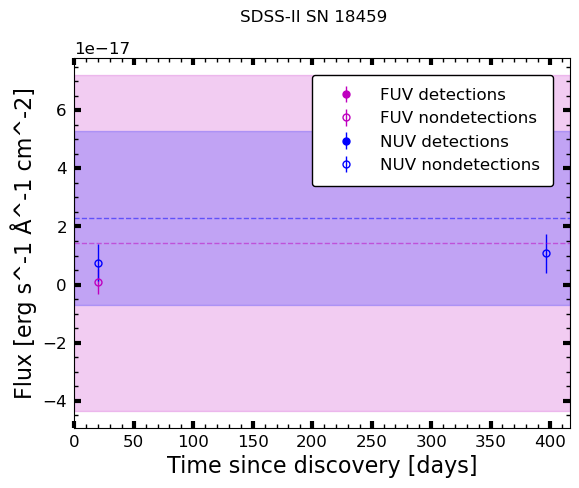 SDSS-II SN 18459
1e−17
FUV detections
FUV nondetections
NUV detections
NUV nondetections
6
4
2
0
−2
−4
Flux [erg s^-1 Å^-1 cm^-2]
0 50 100 150 200 250 300 350 400
Time since discovery [days]